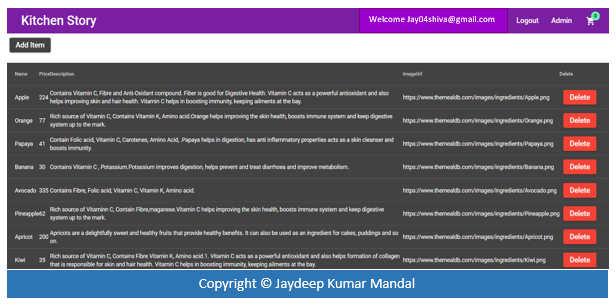 Kitchen Story
Welcome Jay04shiva@gmail.com
Logout
Admin
0
Add Item
Name PriceDescription ImageUrl Delete
Apple 224 Contains Vitamin C, Fibre and Anti-Oxidant compound. Fiber is good for Digestive Health. Vitamin C acts as a powerful antioxidant and also
helps improving skin and hair health. Vitamin C helps in boosting immunity, keeping ailments at the bay.
https://www.themealdb.com/images/ingredients/Apple.png Delete
Orange 77 Rich source of Vitamin C, Contains Vitamin K, Amino acid.Orange helps improving the skin health, boosts immune system and keep digestive
system up to the mark.
https://www.themealdb.com/images/ingredients/Orange.png Delete
Papaya 41 Contain Folic acid, Vitamin C, Carotenes, Amino Acid, .Papaya helps in digestion, has anti inflammatory properties acts as a skin cleanser and
boosts immunity.
https://www.themealdb.com/images/ingredients/Papaya.png Delete
Banana 30 Contains Vitamin C , Potassium.Potassium improves digestion, helps prevent and treat diarrhoea and improve metabolism.
https://www.themealdb.com/images/ingredients/Banana.png Delete
Avocado 335 Contains Fibre, Folic acid, Vitamin C, Vitamin K, Amino acid.
https://www.themealdb.com/images/ingredients/Avocado.png Delete
Pineapple62 Rich source of Vitaminn C, Contain Fibre,maganese.Vitamin C helps improving the skin health, boosts immune system and keep digestive
system up to the mark.
https://www.themealdb.com/images/ingredients/Pineapple.png Delete
Apricot 200 Apricots are a delightfully sweet and healthy fruits that provide healthy benefits. It can also be used as an ingredient for cakes, puddings and so
on.
https://www.themealdb.com/images/ingredients/Apricot.png Delete
Kiwi 35 Rich source of Vitamin C, Contains Fibre Vitamin K, Amino acid.1. Vitamin C acts as a powerful antioxidant and also helps formation of collagen
that is responsible for skin and hair health. Vitamin C helps in boosting immunity, keeping ailments at the bay.
https://www.themealdb.com/images/ingredients/Kiwi.png Delete
Copyright © Jaydeep Kumar Mandal